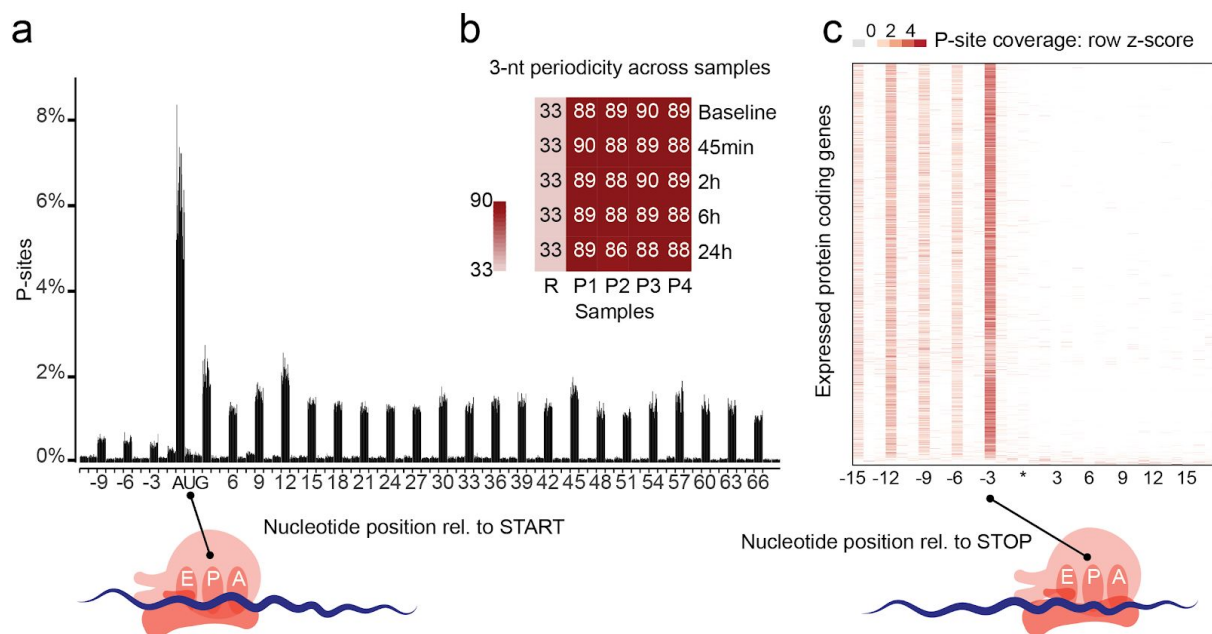 a
8%
6%
4%
2%
0%
P-sites
-9 -6 -3 AUG 6 9 12 15 18 21 24 27 30 33 36 39 42 45 48 51 54 57 60 63 66
Nucleotide position rel. to START
E P A
b
3-nt periodicity across samples
33 88 89 90 89 Baseline
33 90 88 89 88 45min
33 89 88 90 89 2h
33 89 88 89 88 6h
33 89 86 88 88 24h
90
33
R P1 P2 P3 P4
Samples
c
0 2 4 P-site coverage: row z-score
Expressed protein coding genes
-15 -12 -9 -6 -3 * 3 6 9 12 15
Nucleotide position rel. to STOP
E P A